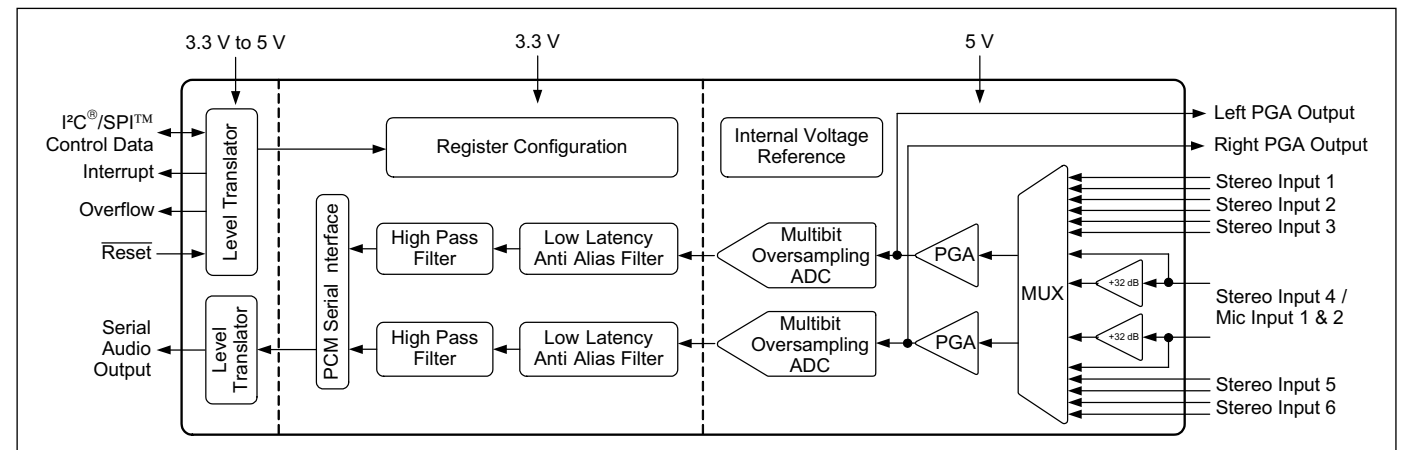 3.3 V to 5 V
3.3 V
5 V
I²C®/SPI™
Control Data
Interrupt
Overflow
Reset
Serial
Audio
Output
Level Translator
Level
Translator
Register Configuration
PCM Serial nterface
High Pass
Filter
Low Latency
Anti Alias Filter
High Pass
Filter
Low Latency
Anti Alias Filter
Internal Voltage
Reference
Multibit
Oversampling
ADC
Multibit
Oversampling
ADC
PGA
PGA
MUX
+32 dB
+32 dB
Left PGA Output
Right PGA Output
Stereo Input 1
Stereo Input 2
Stereo Input 3
Stereo Input 4 /
Mic Input 1 & 2
Stereo Input 5
Stereo Input 6